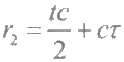 r₂ = tc/2 + cτ